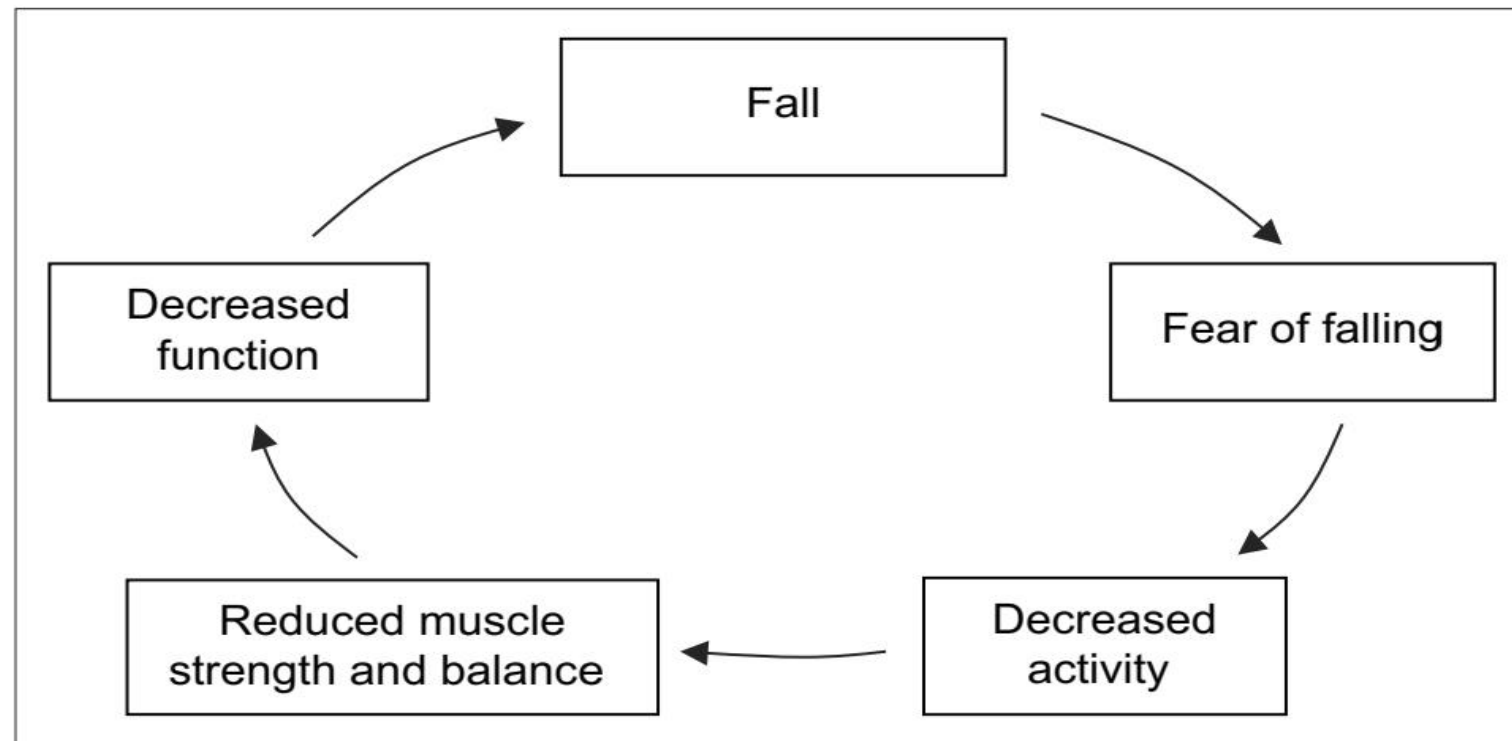 Fall
Fear of falling
Decreased
activity
Reduced muscle
strength and balance
Decreased
function